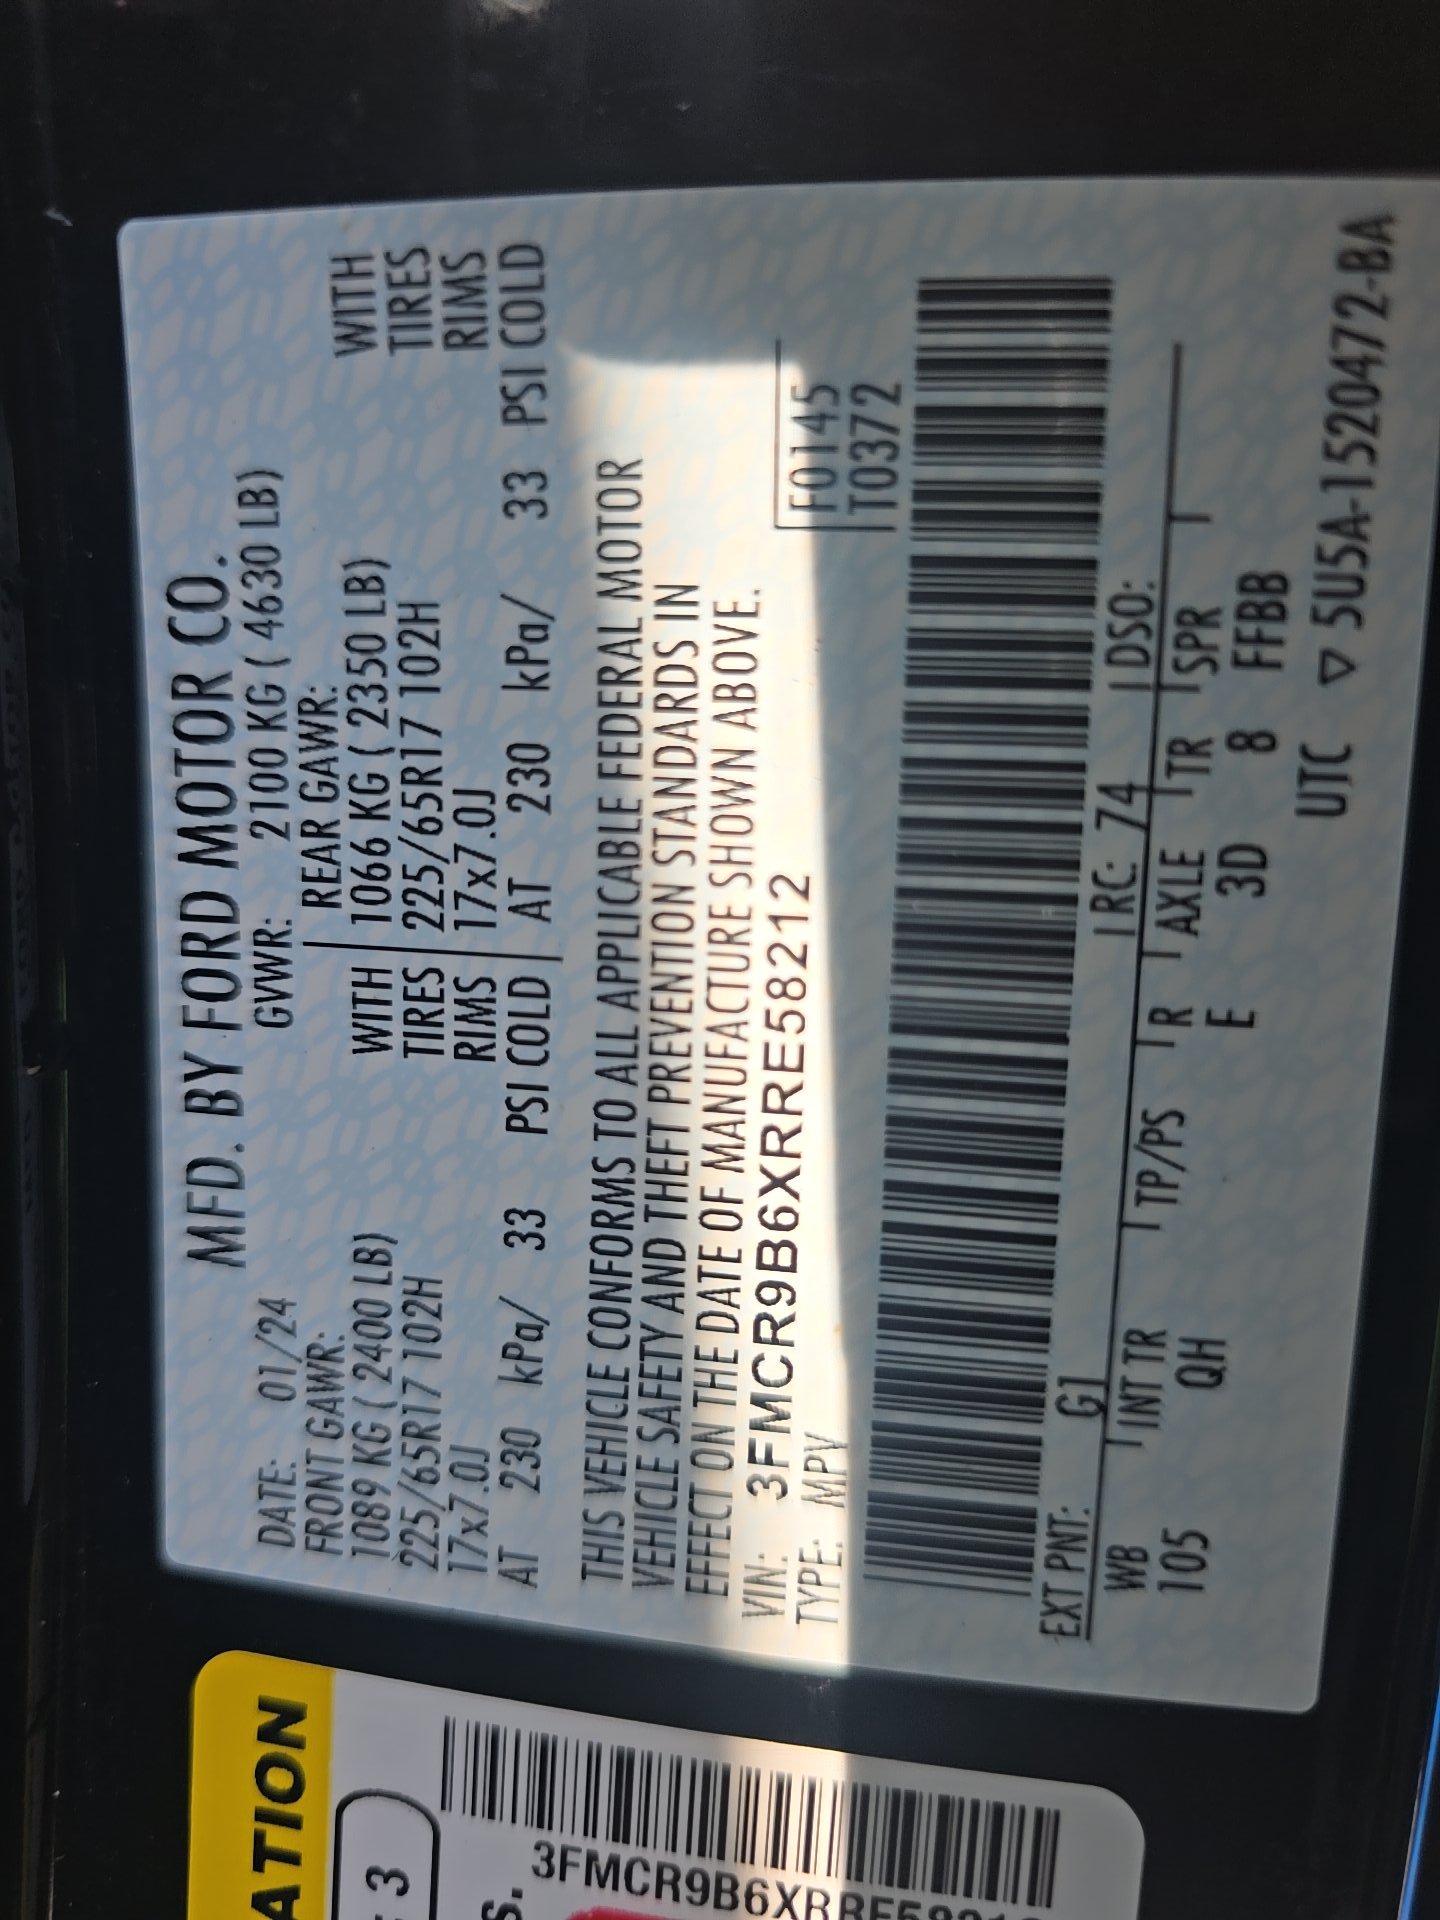 MFD. BY FORD MOTOR CO.
DATE: 01/24 GVWR: 2100 KG ( 4630 LB)
FRONT GAWR: REAR GAWR:
1089 KG ( 2400 LB) WITH 1066 KG ( 2350 LB) WITH
225/65R17 102H TIRES 225/65R17 102H TIRES
17x7.0J RIMS 17x7.0J RIMS
AT 230 kPa/ 33 PSI COLD AT 230 kPa/ 33 PSI COLD
THIS VEHICLE CONFORMS TO ALL APPLICABLE FEDERAL MOTOR
VEHICLE SAFETY AND THEFT PREVENTION STANDARDS IN
EFFECT ON THE DATE OF MANUFACTURE SHOWN ABOVE.
VIN: 3FMCR9B6XRRE58212
TYPE: MPV F0145
T0372
EXT PNT: G1 RC: 74 DSO:
WB INT TR TP/PS R AXLE TR SPR
105 QH E 3D 8 FFBB
UTC ▽ 5U5A-1520472-BA
ATION
3
S.
3FMCR9B6XRRE58212